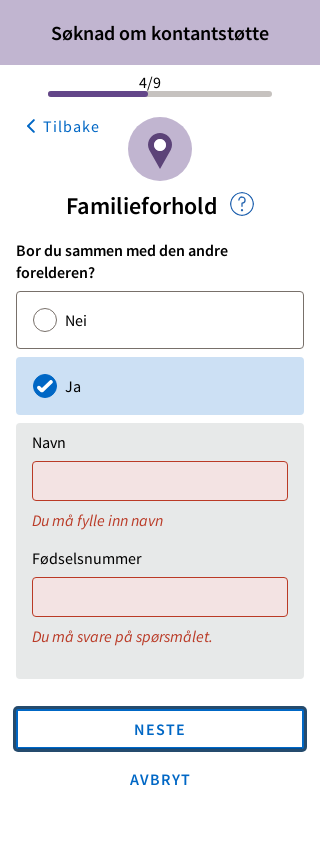 Søknad om kontantstøtte
4/9
Tilbake
Familieforhold
?
Bor du sammen med den andre
forelderen?
Nei
Ja
Navn
Du må fylle inn navn
Fødselsnummer
Du må svare på spørsmålet.
NESTE
AVBRYT